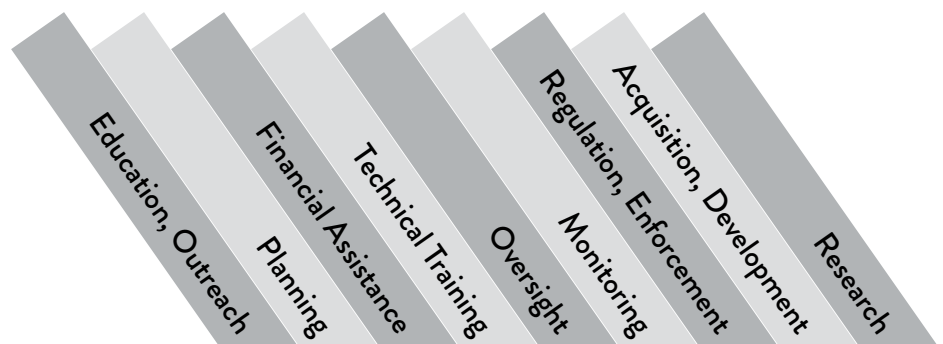 Education, Outreach
Planning
Financial Assistance
Technical Training
Oversight
Monitoring
Regulation, Enforcement
Acquisition, Development
Research